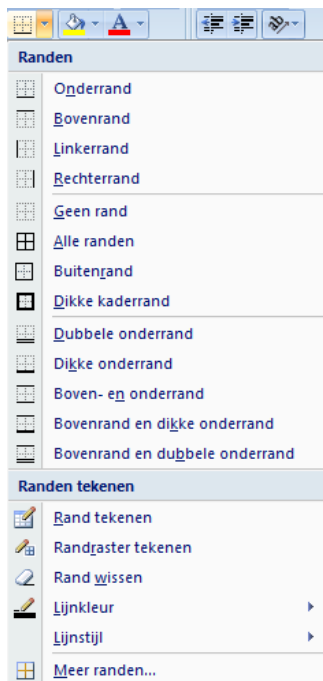 A
Randen
Onderrand
Bovenrand
Linkerrand
Rechterrand
Geen rand
Alle randen
Buitenrand
Dikke kaderrand
Dubbele onderrand
Dikke onderrand
Boven- en onderrand
Bovenrand en dikke onderrand
Bovenrand en dubbele onderrand
Randen tekenen
Rand tekenen
Randraster tekenen
Rand wissen
Lijnkleur
Lijnstijl
Meer randen...